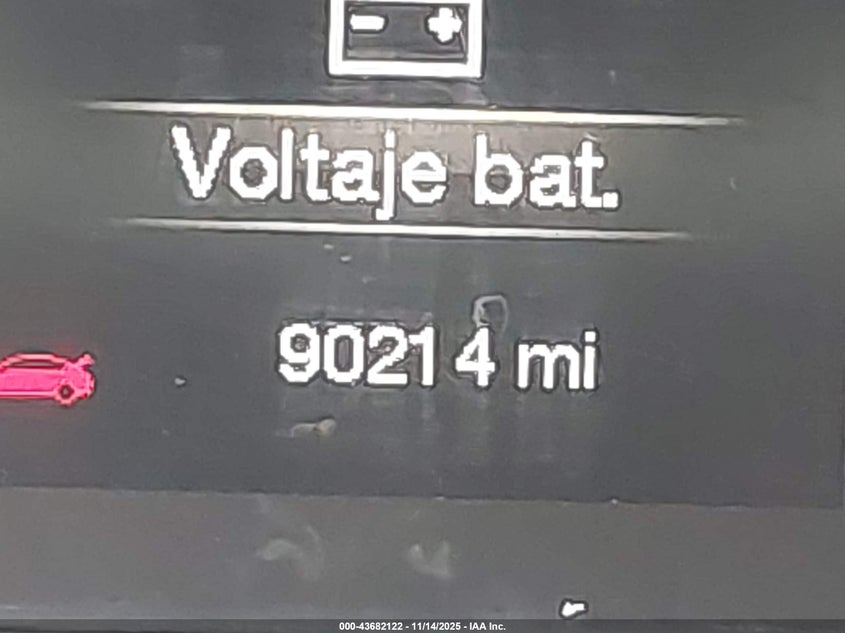 Voltaje bat.
90214 mi
000-43682122 - 11/14/2025 - IAA Inc.